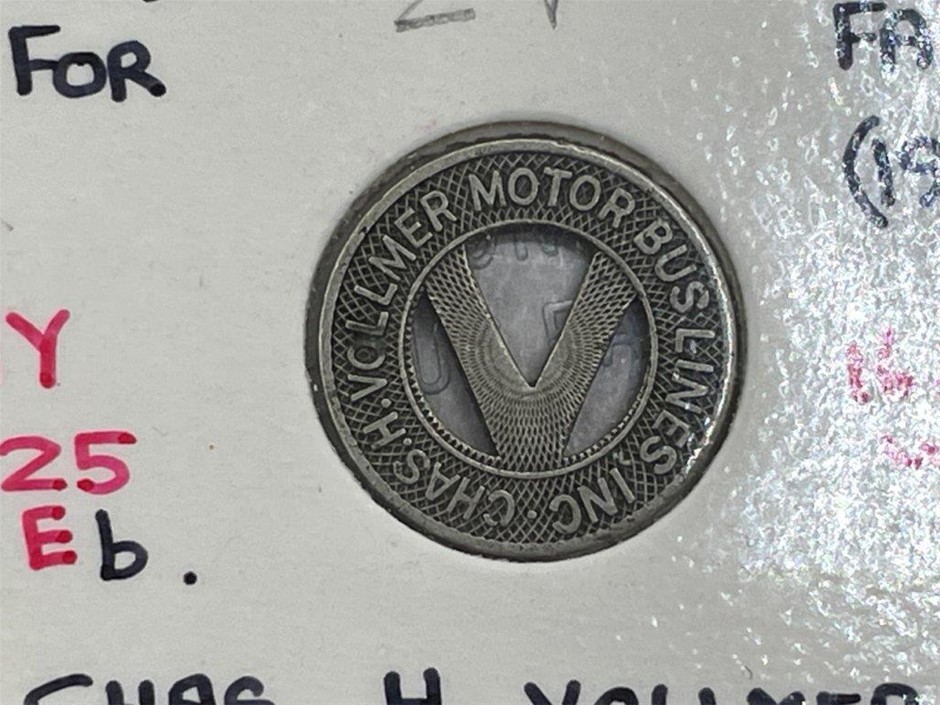 FOR
FA
(19
Y
25
Eb.
CHAS. H. VOLLMER MOTOR BUS LINES, INC.
V
CHAS. H. VOLLMER